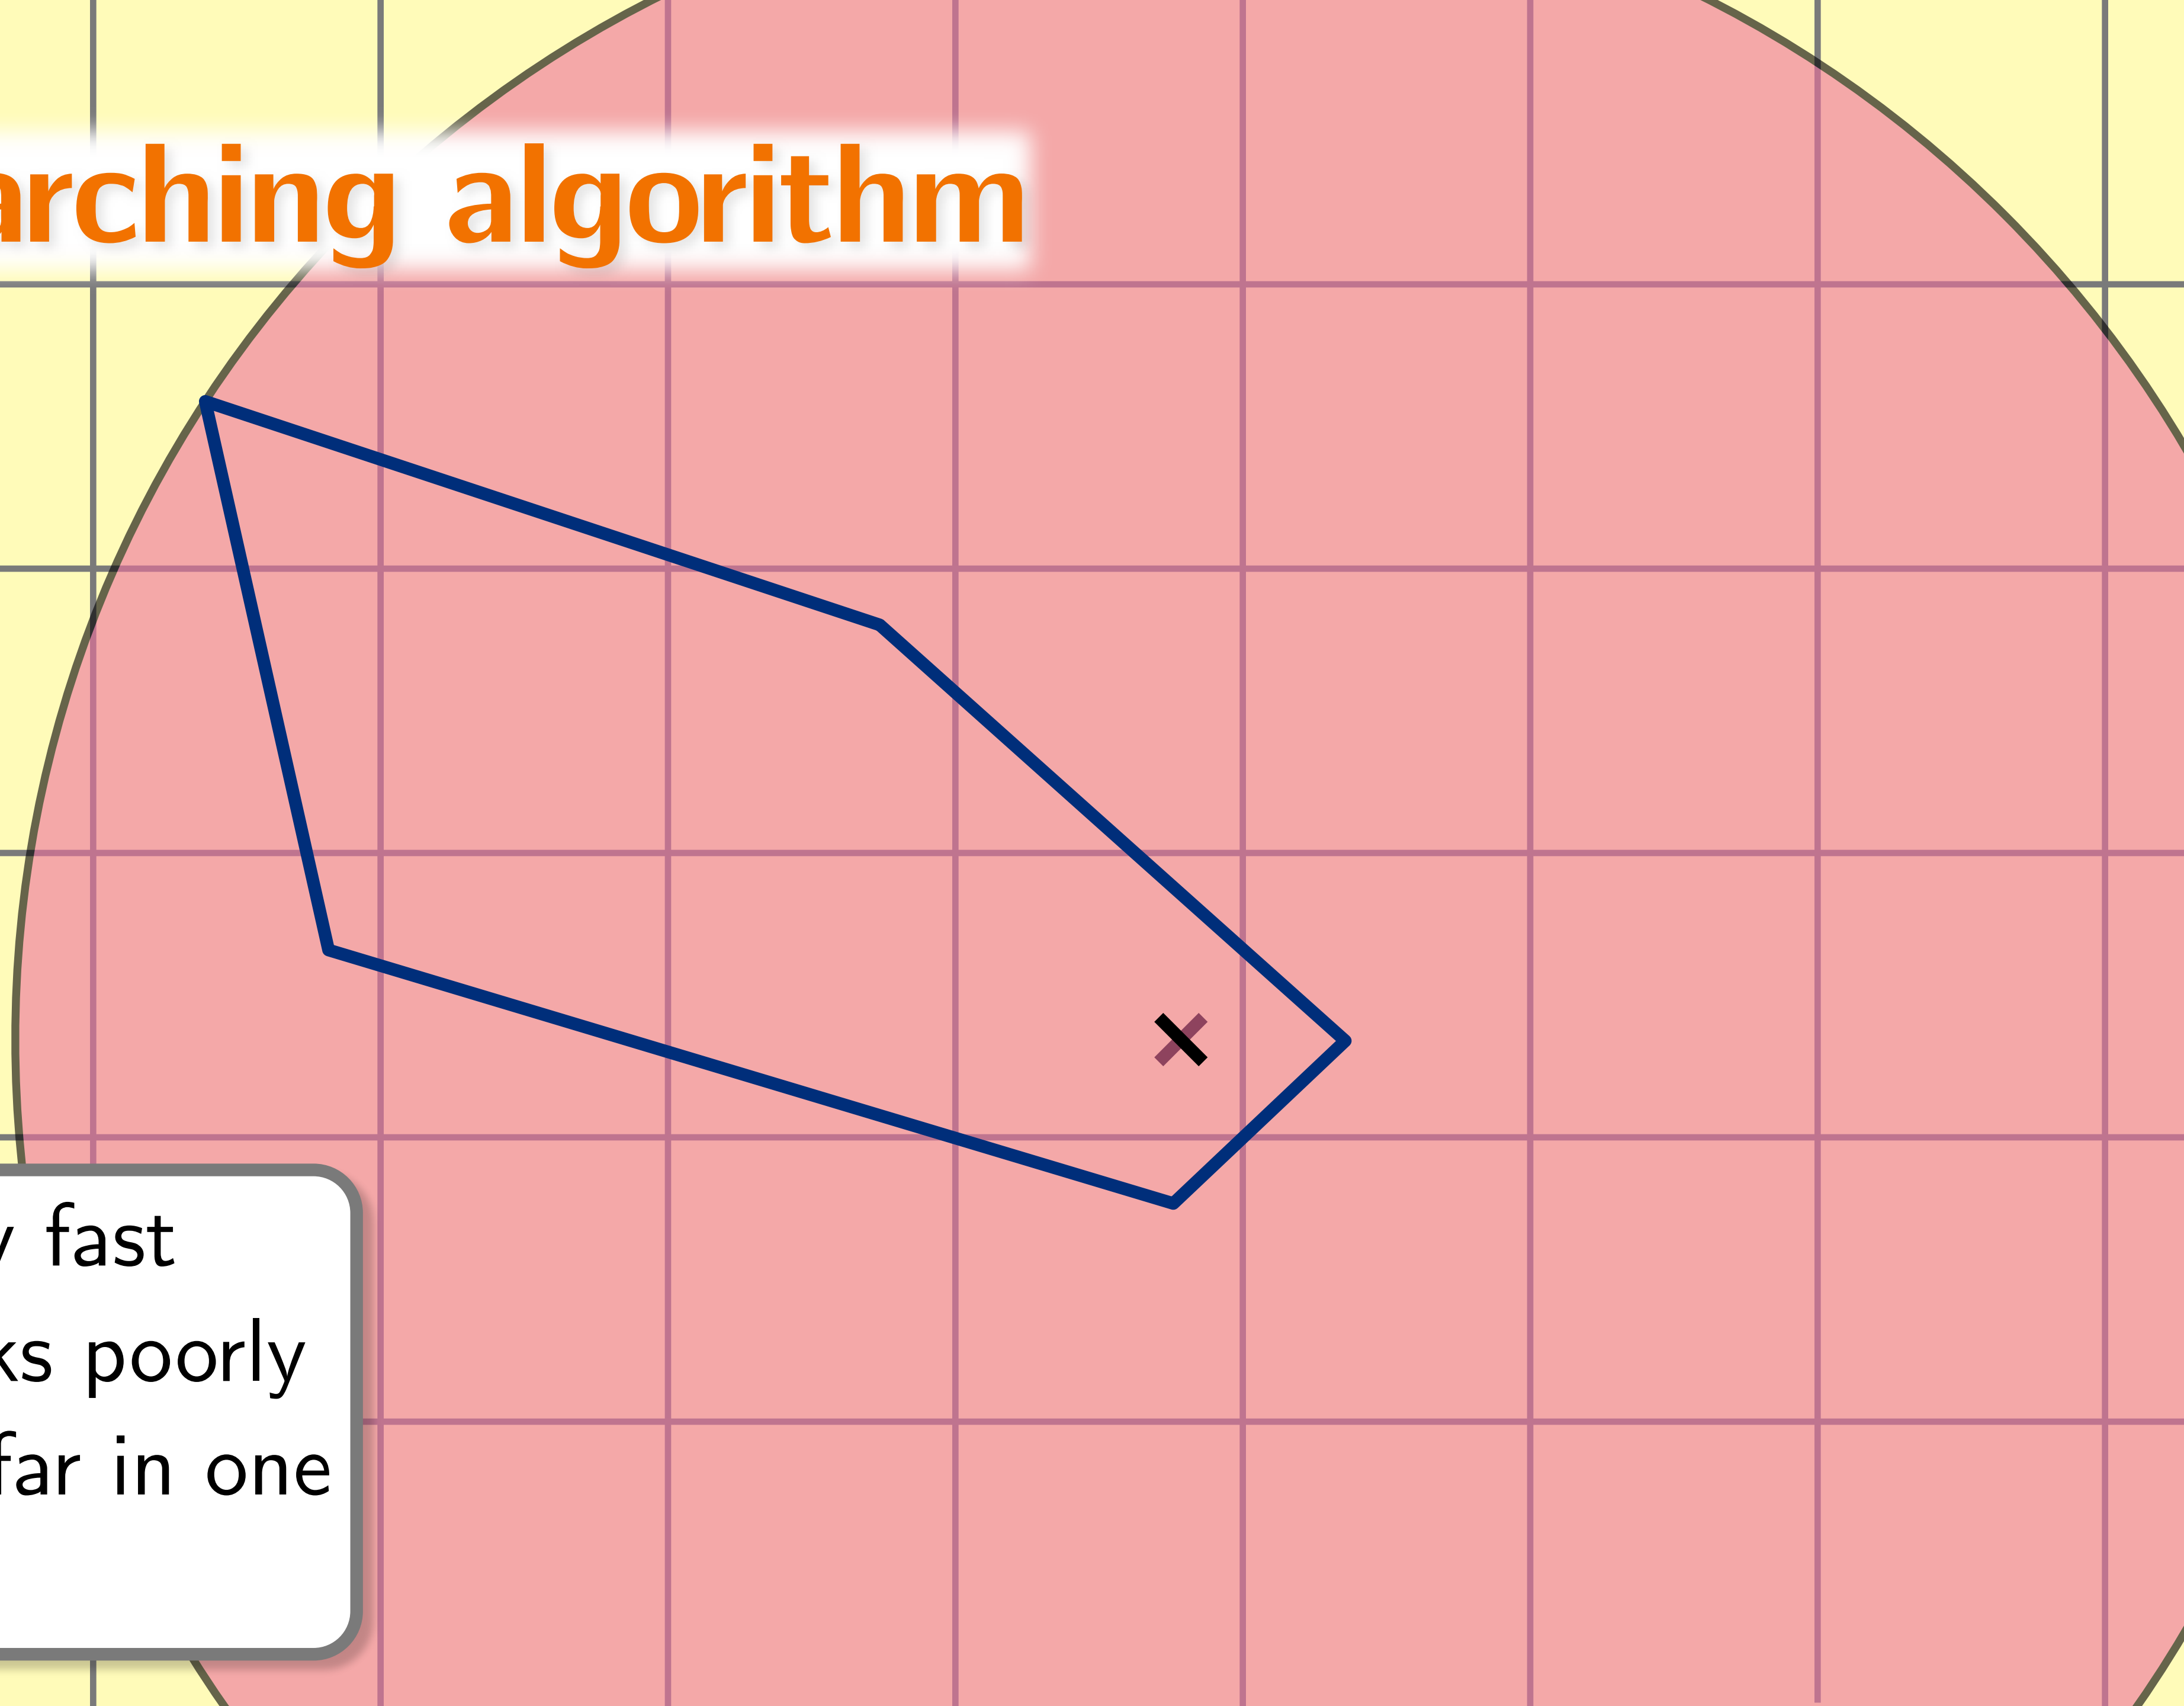 arching algorithm
y fast
ks poorly
far in one